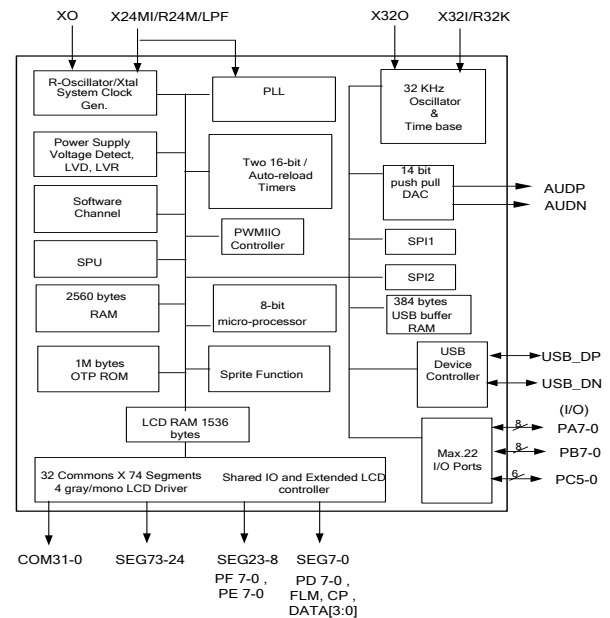 XO X24MI/R24M/LPF X32O X32I/R32K
R-Oscillator/Xtal
System Clock
Gen.
PLL
32 KHz
Oscillator
&
Time base
Power Supply
Voltage Detect,
LVD, LVR
Two 16-bit /
Auto-reload
Timers
14 bit
push pull
DAC
AUDP
AUDN
Software
Channel
PWMIIO
Controller
SPI1
SPU
SPI2
2560 bytes
RAM
8-bit
micro-processor
384 bytes
USB buffer
RAM
1M bytes
OTP ROM
Sprite Function
USB
Device
Controller
USB_DP
USB_DN
(I/O)
LCD RAM 1536
bytes
Max.22
I/O Ports
8
PA7-0
8
PB7-0
6
PC5-0
32 Commons X 74 Segments
4 gray/mono LCD Driver
Shared IO and Extended LCD
controller
COM31-0 SEG73-24 SEG23-8 SEG7-0
PF 7-0 ,
PE 7-0
PD 7-0 ,
FLM, CP ,
DATA[3:0]